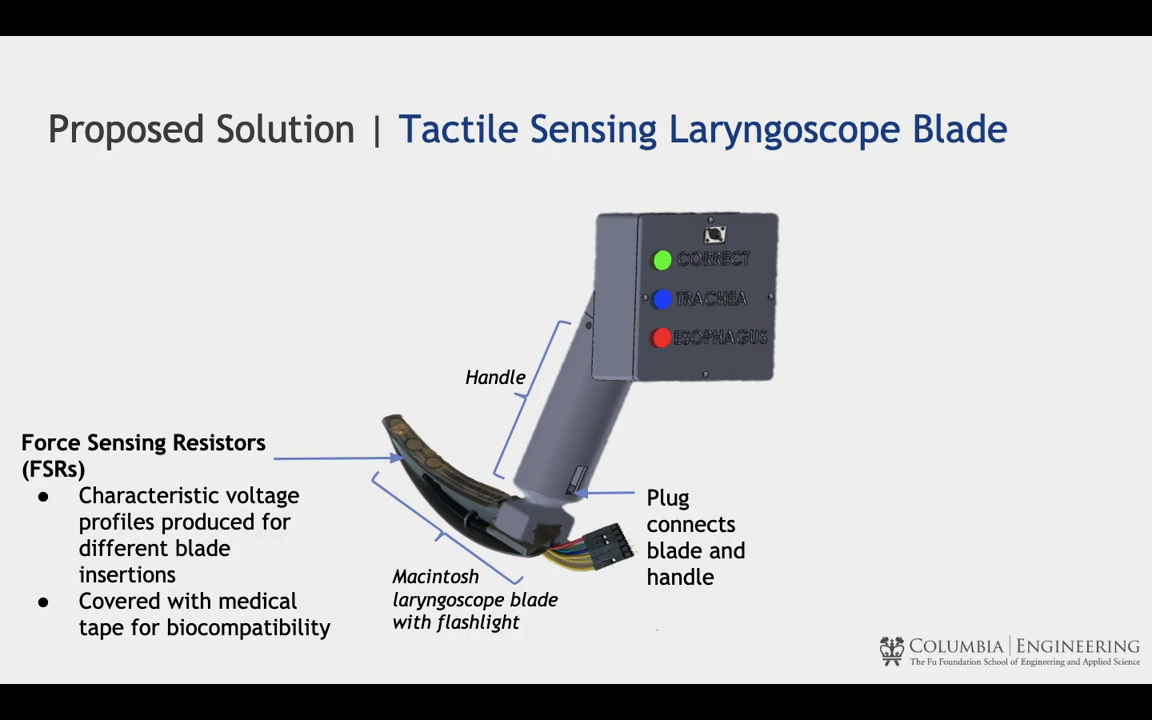 Proposed Solution | Tactile Sensing Laryngoscope Blade
CORRECT
TRACHEA
ESOPHAGUS
Handle
Force Sensing Resistors
(FSRs)
● Characteristic voltage
profiles produced for
different blade
insertions
● Covered with medical
tape for biocompatibility
Macintosh
laryngoscope blade
with flashlight
Plug
connects
blade and
handle
COLUMBIA | ENGINEERING
The Fu Foundation School of Engineering and Applied Science